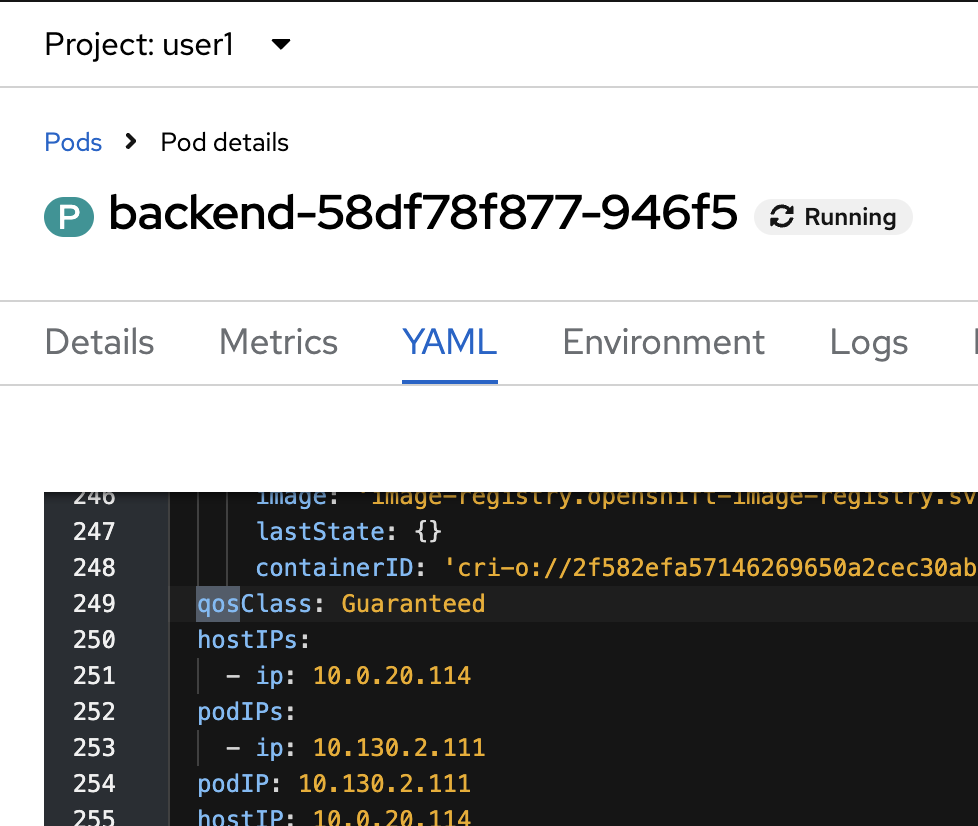 Project: user1
Pods > Pod details
P backend-58df78f877-946f5 Running
Details Metrics YAML Environment Logs
246 image: 'image-registry.openshift-image-registry.sv
247 lastState: {}
248 containerID: 'cri-o://2f582efa57146269650a2cec30ab
249 qosClass: Guaranteed
250 hostIPs:
251 - ip: 10.0.20.114
252 podIPs:
253 - ip: 10.130.2.111
254 podIP: 10.130.2.111
255 hostIP: 10.0.20.114